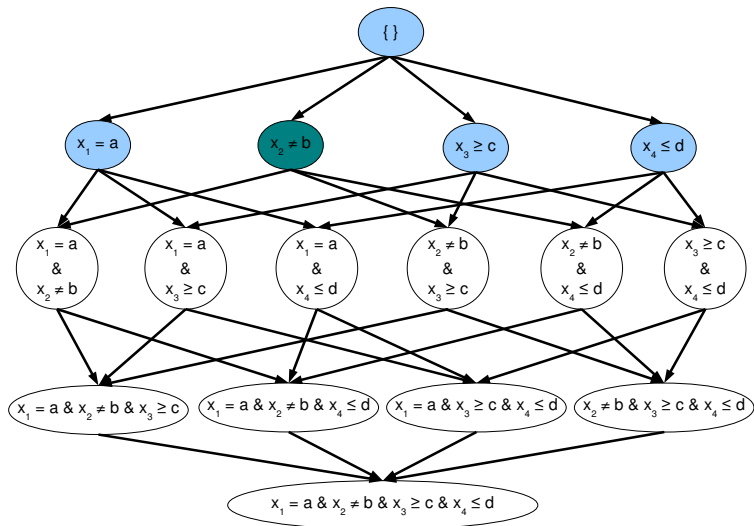 { }
x₁ = a
x₂ ≠ b
x₃ ≥ c
x₄ ≤ d
x₁ = a
&
x₂ ≠ b
x₁ = a
&
x₃ ≥ c
x₁ = a
&
x₄ ≤ d
x₂ ≠ b
&
x₃ ≥ c
x₂ ≠ b
&
x₄ ≤ d
x₃ ≥ c
&
x₄ ≤ d
x₁ = a & x₂ ≠ b & x₃ ≥ c
x₁ = a & x₂ ≠ b & x₄ ≤ d
x₁ = a & x₃ ≥ c & x₄ ≤ d
x₂ ≠ b & x₃ ≥ c & x₄ ≤ d
x₁ = a & x₂ ≠ b & x₃ ≥ c & x₄ ≤ d